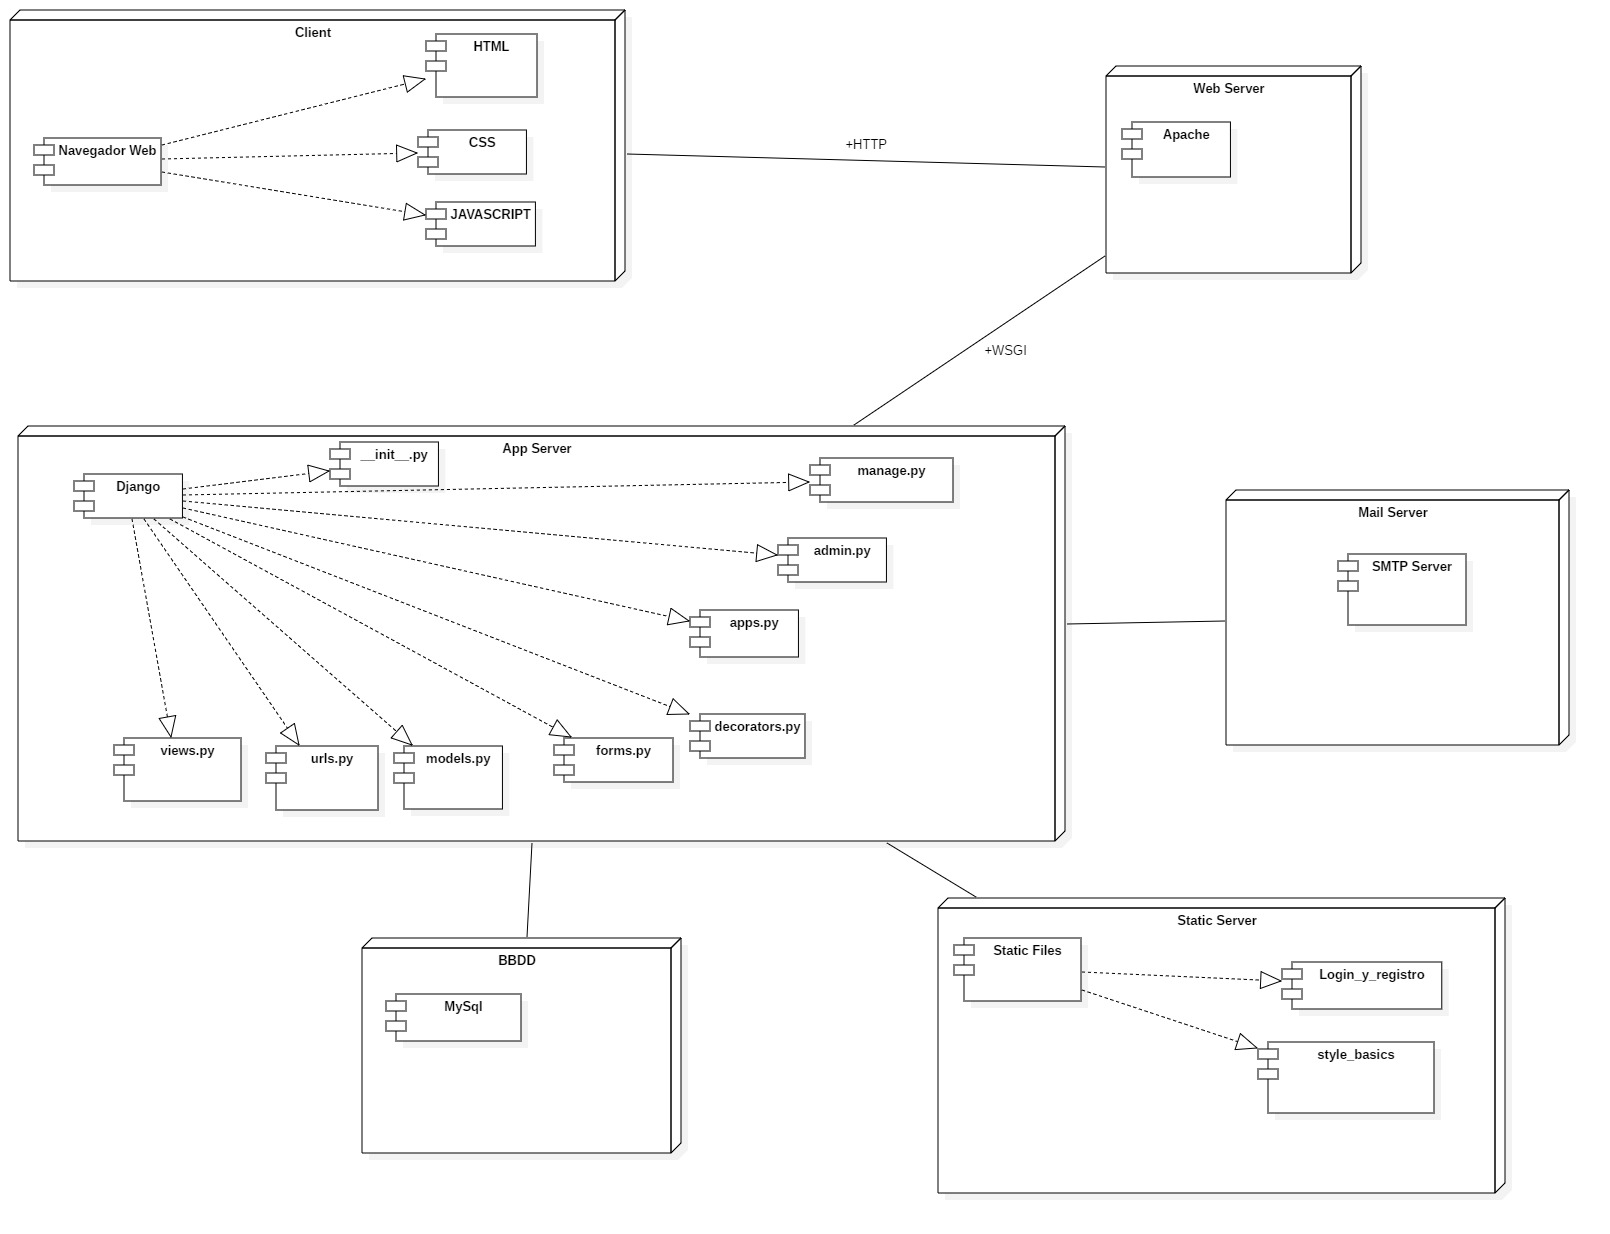 Client
HTML
Navegador Web
CSS
JAVASCRIPT
+HTTP
Web Server
Apache
+WSGI
App Server
__init__.py
Django
manage.py
admin.py
apps.py
decorators.py
views.py
urls.py
models.py
forms.py
Mail Server
SMTP Server
BBDD
MySql
Static Server
Static Files
Login_y_registro
style_basics